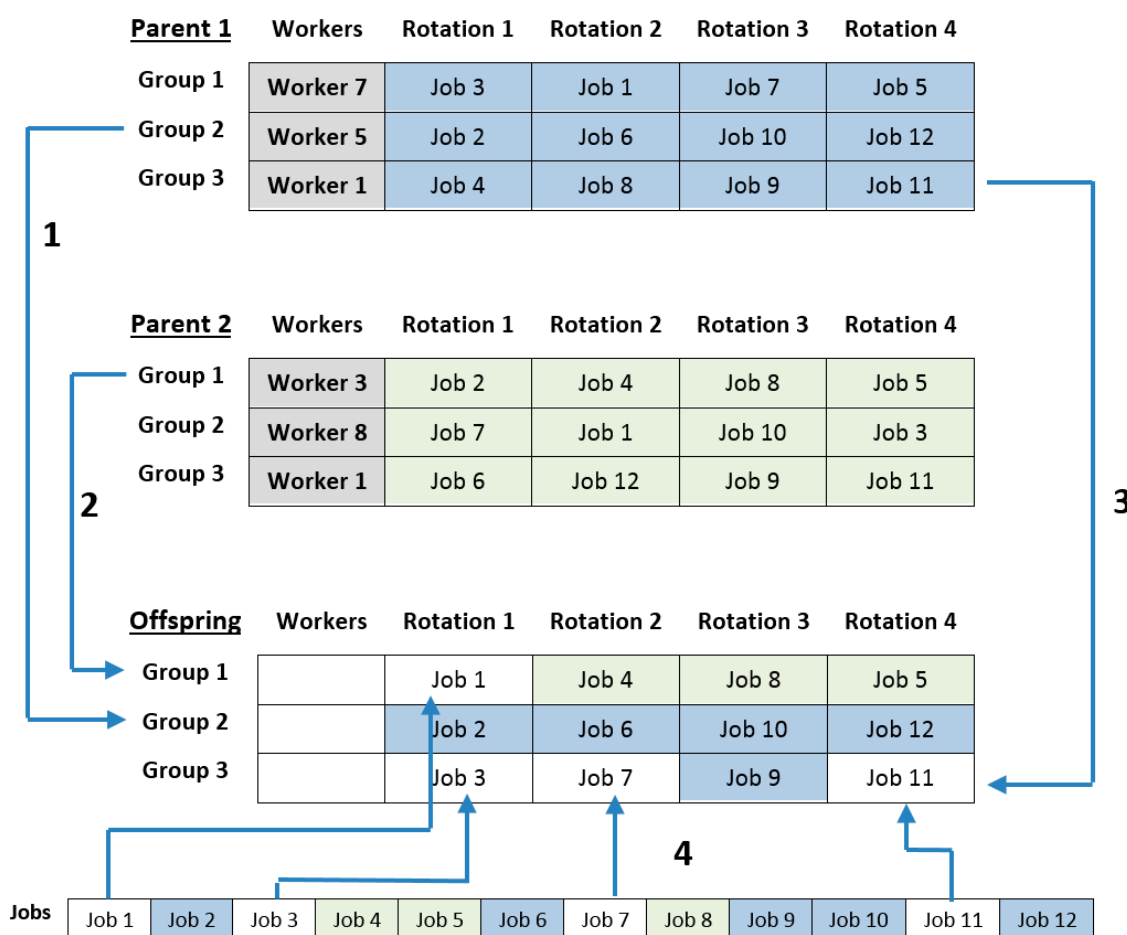 Parent 1 Workers Rotation 1 Rotation 2 Rotation 3 Rotation 4
Group 1 Worker 7 Job 3 Job 1 Job 7 Job 5
Group 2 Worker 5 Job 2 Job 6 Job 10 Job 12
Group 3 Worker 1 Job 4 Job 8 Job 9 Job 11
1
Parent 2 Workers Rotation 1 Rotation 2 Rotation 3 Rotation 4
Group 1 Worker 3 Job 2 Job 4 Job 8 Job 5
Group 2 Worker 8 Job 7 Job 1 Job 10 Job 3
Group 3 Worker 1 Job 6 Job 12 Job 9 Job 11
2
3
Offspring Workers Rotation 1 Rotation 2 Rotation 3 Rotation 4
Group 1 Job 1 Job 4 Job 8 Job 5
Group 2 Job 2 Job 6 Job 10 Job 12
Group 3 Job 3 Job 7 Job 9 Job 11
4
Jobs Job 1 Job 2 Job 3 Job 4 Job 5 Job 6 Job 7 Job 8 Job 9 Job 10 Job 11 Job 12